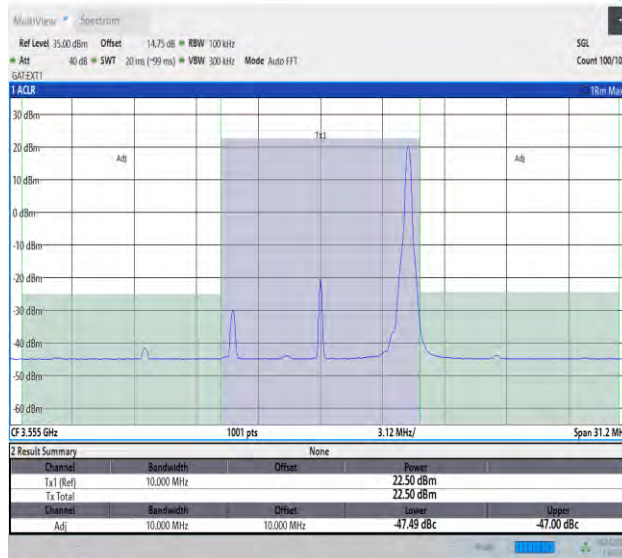 MultiView Spectrum
Ref Level 35.00 dBm Offset 14.75 dB RBW 100 kHz SGL
Att 40 dB SWT 20 ms (~99 ms) VBW 300 kHz Mode Auto FFT Count 100/10
GAT:EXT1
1 ACLR 1Rm Max
30 dBm
Tx1
20 dBm
Adj Adj
10 dBm
0 dBm
-10 dBm
-20 dBm
-30 dBm
-40 dBm
-50 dBm
-60 dBm
CF 3.555 GHz 1001 pts 3.12 MHz/ Span 31.2 MH
2 Result Summary None
Channel Bandwidth Offset Power
Tx1 (Ref) 10.000 MHz 22.50 dBm
Tx Total 22.50 dBm
Channel Bandwidth Offset Lower Upper
Adj 10.000 MHz 10.000 MHz -47.49 dBc -47.00 dBc